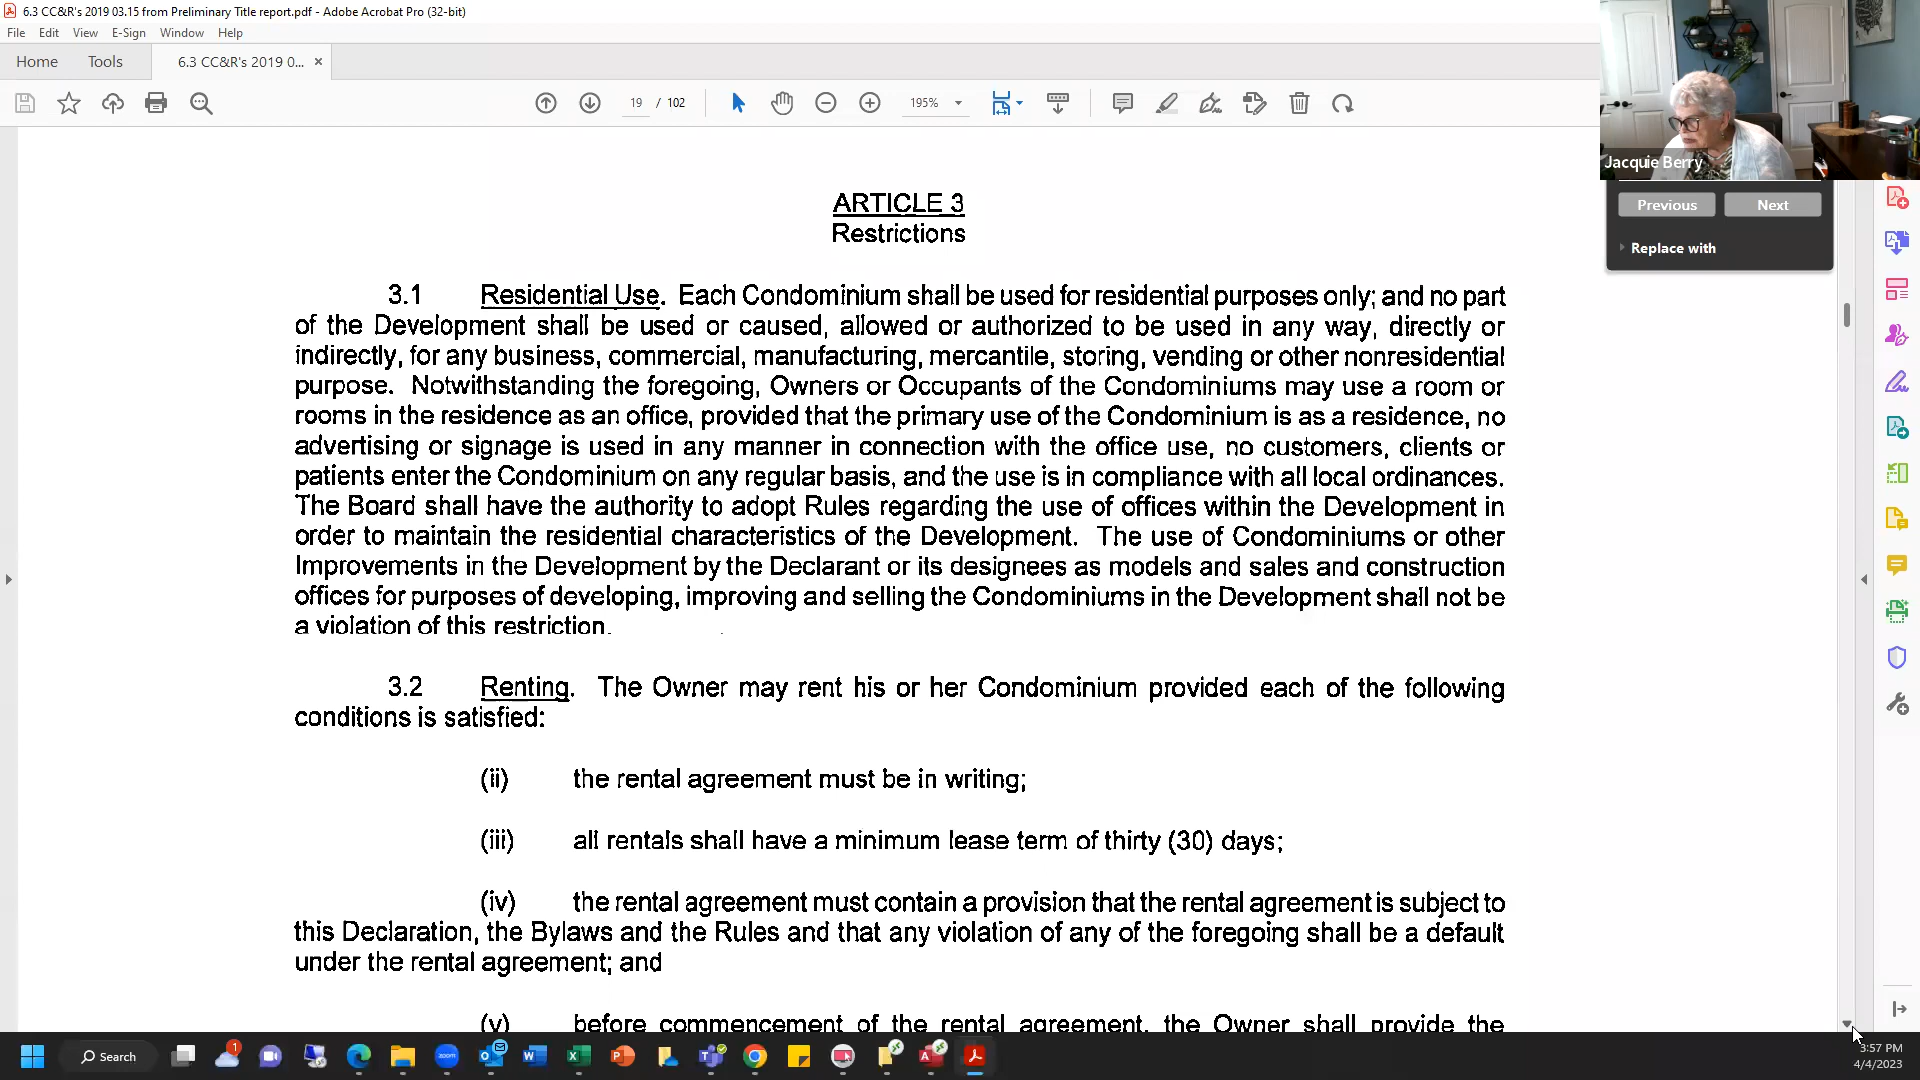 6.3 CC&R's 2019 03.15 from Preliminary Title report.pdf - Adobe Acrobat Pro (32-bit)
File Edit View E-Sign Window Help
Home Tools 6.3 CC&R's 2019 0... ×
19 / 102 195%
Jacquie Berry
Previous Next
Replace with
ARTICLE 3
Restrictions
3.1 Residential Use. Each Condominium shall be used for residential purposes only; and no part
of the Development shall be used or caused, allowed or authorized to be used in any way, directly or
indirectly, for any business, commercial, manufacturing, mercantile, storing, vending or other nonresidential
purpose. Notwithstanding the foregoing, Owners or Occupants of the Condominiums may use a room or
rooms in the residence as an office, provided that the primary use of the Condominium is as a residence, no
advertising or signage is used in any manner in connection with the office use, no customers, clients or
patients enter the Condominium on any regular basis, and the use is in compliance with all local ordinances.
The Board shall have the authority to adopt Rules regarding the use of offices within the Development in
order to maintain the residential characteristics of the Development. The use of Condominiums or other
Improvements in the Development by the Declarant or its designees as models and sales and construction
offices for purposes of developing, improving and selling the Condominiums in the Development shall not be
a violation of this restriction.
3.2 Renting. The Owner may rent his or her Condominium provided each of the following
conditions is satisfied:
(ii) the rental agreement must be in writing;
(iii) all rentals shall have a minimum lease term of thirty (30) days;
(iv) the rental agreement must contain a provision that the rental agreement is subject to
this Declaration, the Bylaws and the Rules and that any violation of any of the foregoing shall be a default
under the rental agreement; and
(v) before commencement of the rental agreement, the Owner shall provide the
Search
1
zoom
3:57 PM
4/4/2023